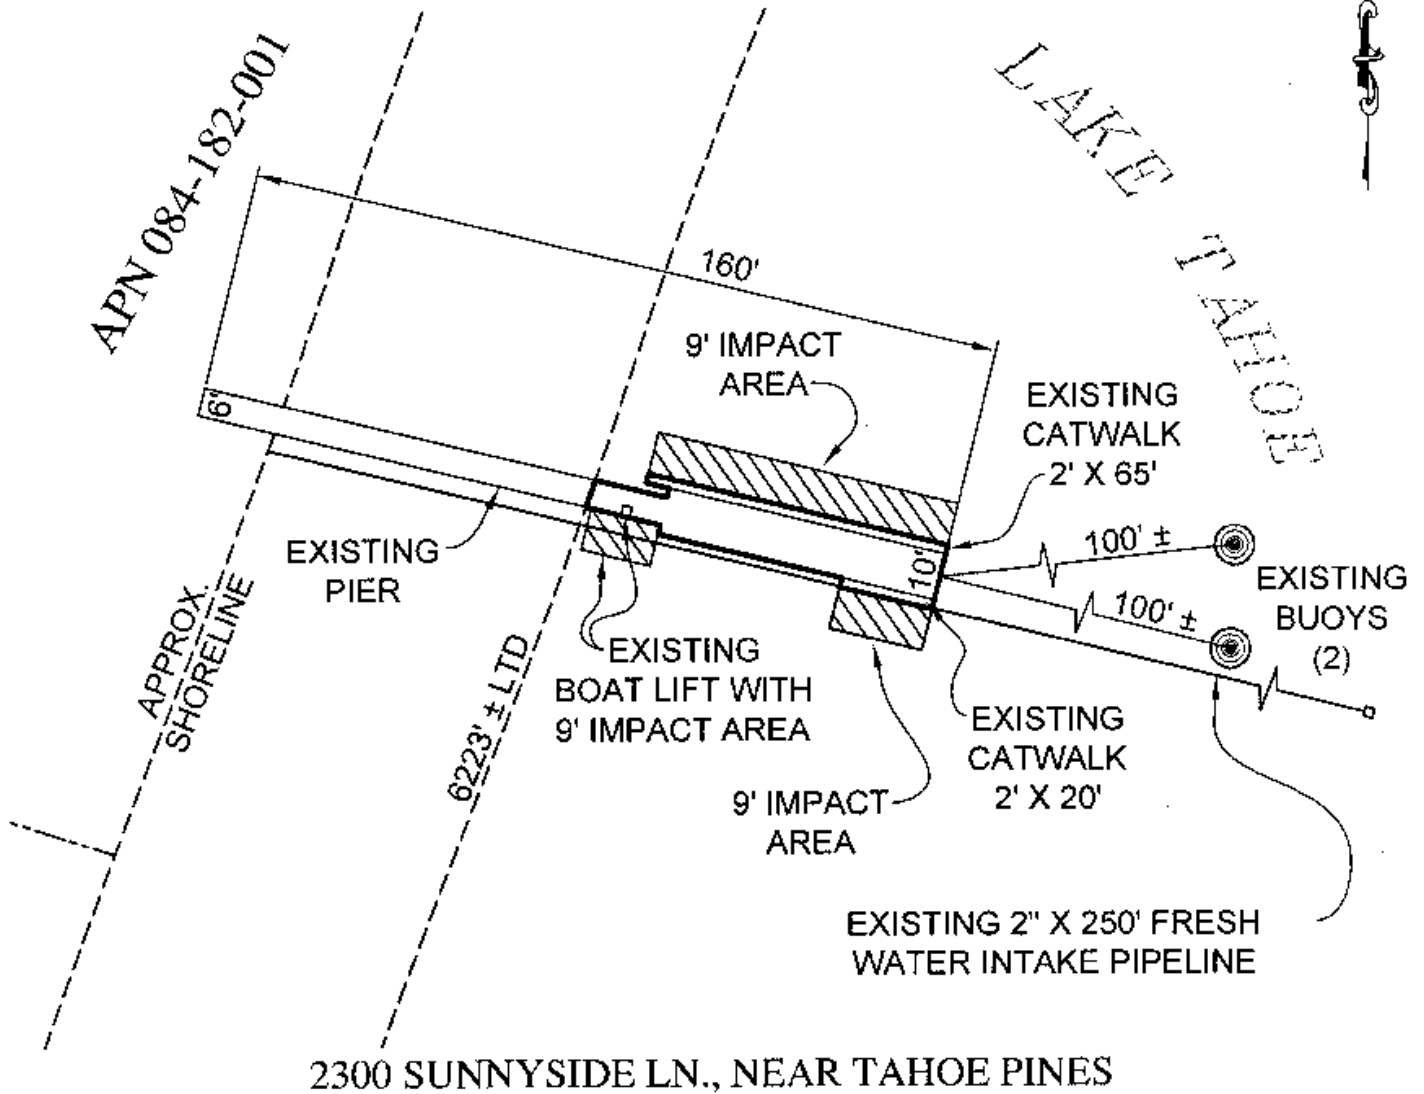 APN 084-182-001
LAKE TAHOE
160'
9' IMPACT
AREA
6'
EXISTING
CATWALK
2' X 65'
EXISTING
PIER
10'
100' ±
100' ±
EXISTING
BUOYS
(2)
APPROX.
SHORELINE
6223' ± LTD
EXISTING
BOAT LIFT WITH
9' IMPACT AREA
EXISTING
CATWALK
2' X 20'
9' IMPACT
AREA
EXISTING 2" X 250' FRESH
WATER INTAKE PIPELINE
2300 SUNNYSIDE LN., NEAR TAHOE PINES